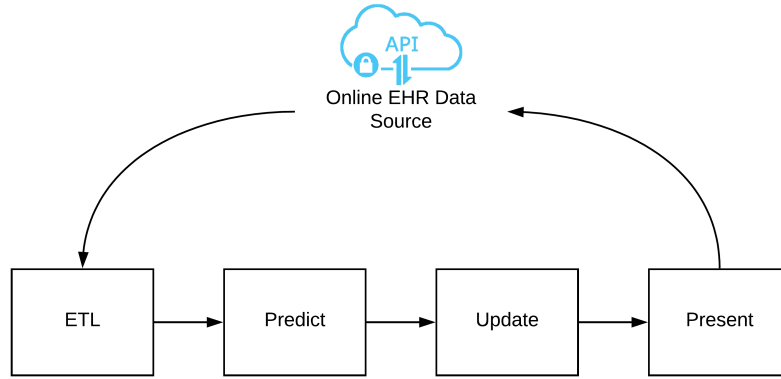 API
Online EHR Data
Source
ETL
Predict
Update
Present